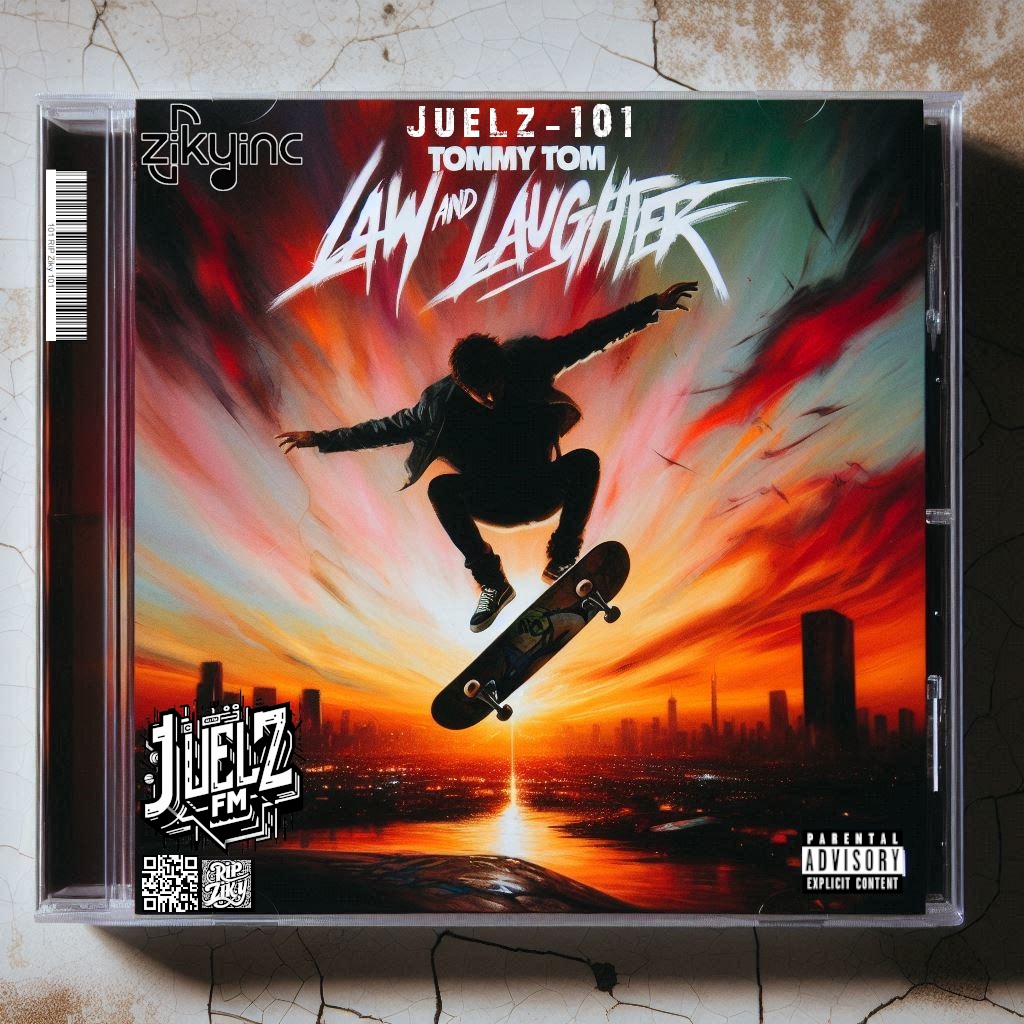 zikyinc
JUELZ-101
TOMMY TOM
LAW AND LAUGHTER
101 RIP Ziky 101
JUELZ
FM
RIP
ZIKY
PARENTAL
ADVISORY
EXPLICIT CONTENT